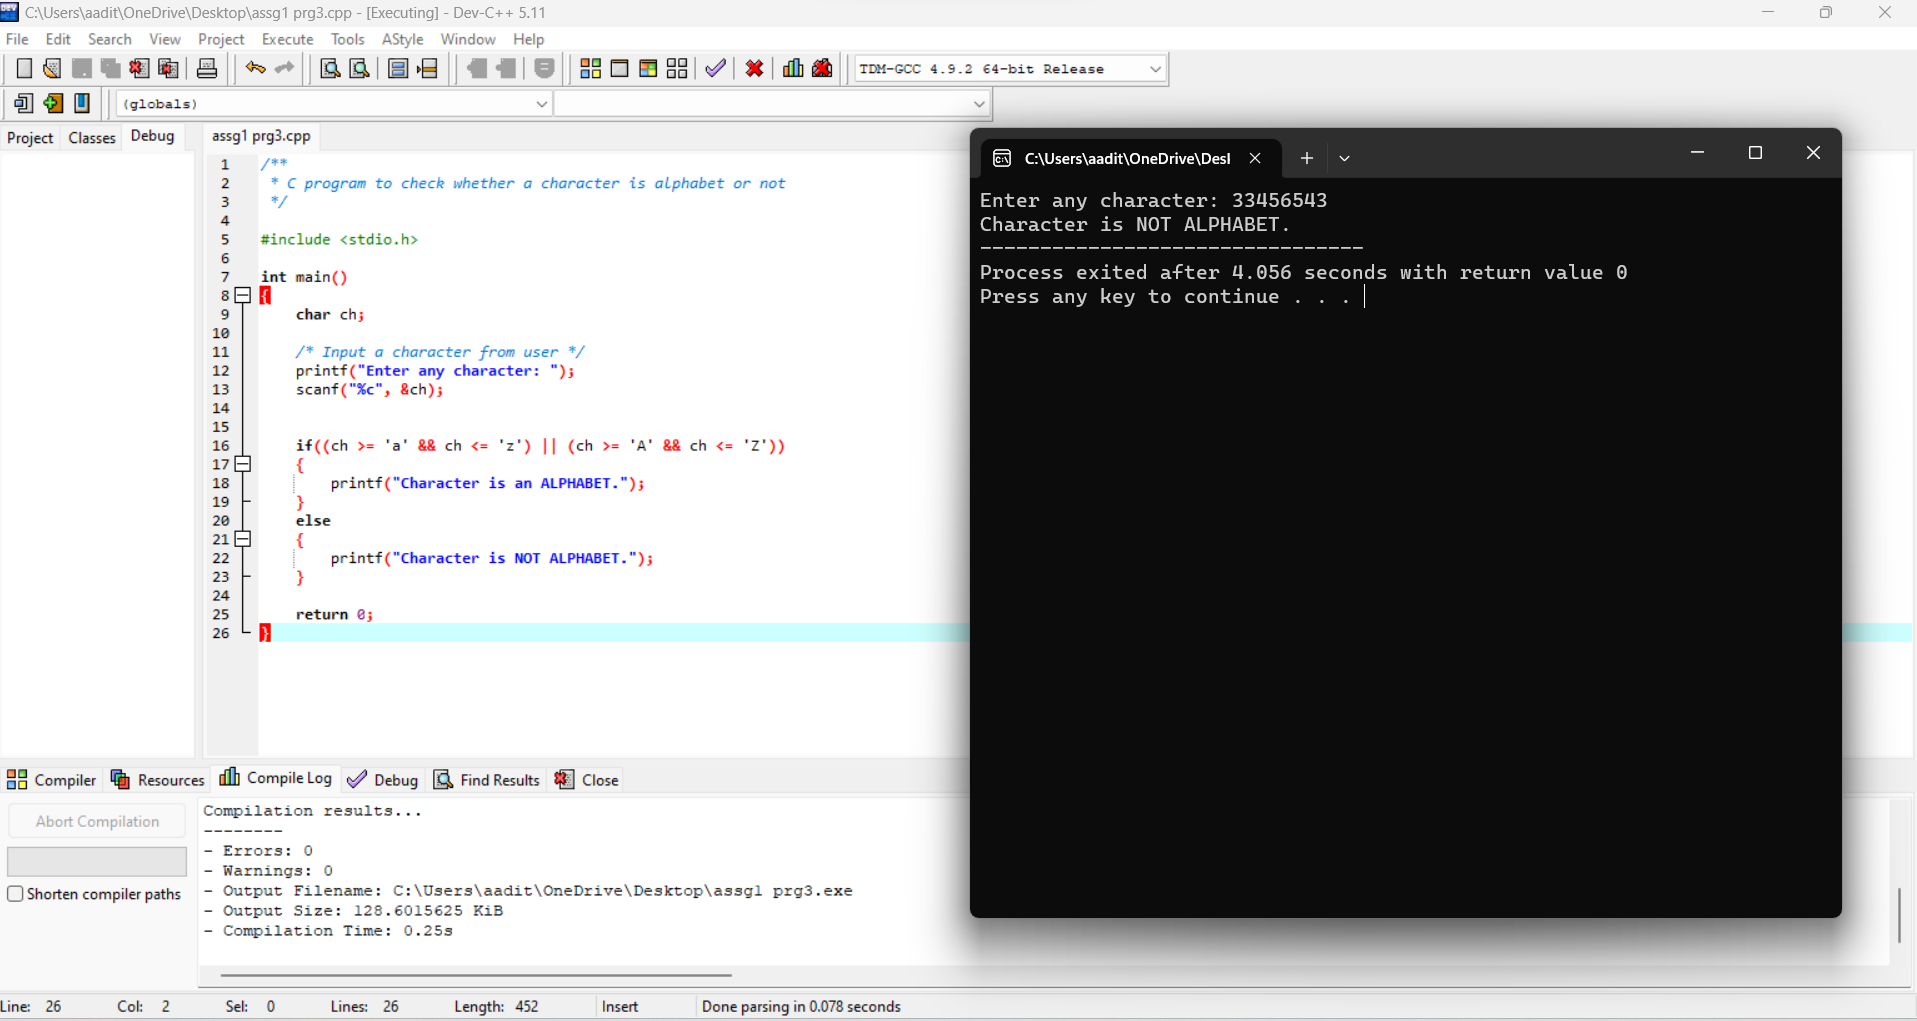 C:\Users\aadit\OneDrive\Desktop\assg1 prg3.cpp - [Executing] - Dev-C++ 5.11
File Edit Search View Project Execute Tools AStyle Window Help
TDM-GCC 4.9.2 64-bit Release
(globals)
Project Classes Debug
assg1 prg3.cpp
1 /**
2 * C program to check whether a character is alphabet or not
3 */
4
5 #include <stdio.h>
6
7 int main()
8 {
9 char ch;
10
11 /* Input a character from user */
12 printf("Enter any character: ");
13 scanf("%c", &ch);
14
15
16 if((ch >= 'a' && ch <= 'z') || (ch >= 'A' && ch <= 'Z'))
17 {
18 printf("Character is an ALPHABET.");
19 }
20 else
21 {
22 printf("Character is NOT ALPHABET.");
23 }
24
25 return 0;
26 }
C:\Users\aadit\OneDrive\Desl
Enter any character: 33456543
Character is NOT ALPHABET.
--------------------------------
Process exited after 4.056 seconds with return value 0
Press any key to continue . . .
Compiler Resources Compile Log Debug Find Results Close
Abort Compilation
Shorten compiler paths
Compilation results...
--------
- Errors: 0
- Warnings: 0
- Output Filename: C:\Users\aadit\OneDrive\Desktop\assg1 prg3.exe
- Output Size: 128.6015625 KiB
- Compilation Time: 0.25s
Line: 26 Col: 2 Sel: 0 Lines: 26 Length: 452 Insert Done parsing in 0.078 seconds